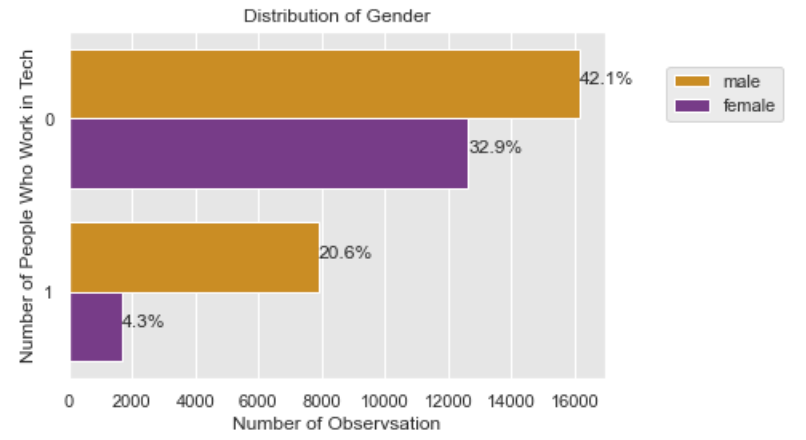 Distribution of Gender
Number of People Who Work in Tech
0
1
42.1%
32.9%
20.6%
4.3%
male
female
0 2000 4000 6000 8000 10000 12000 14000 16000
Number of Observsation